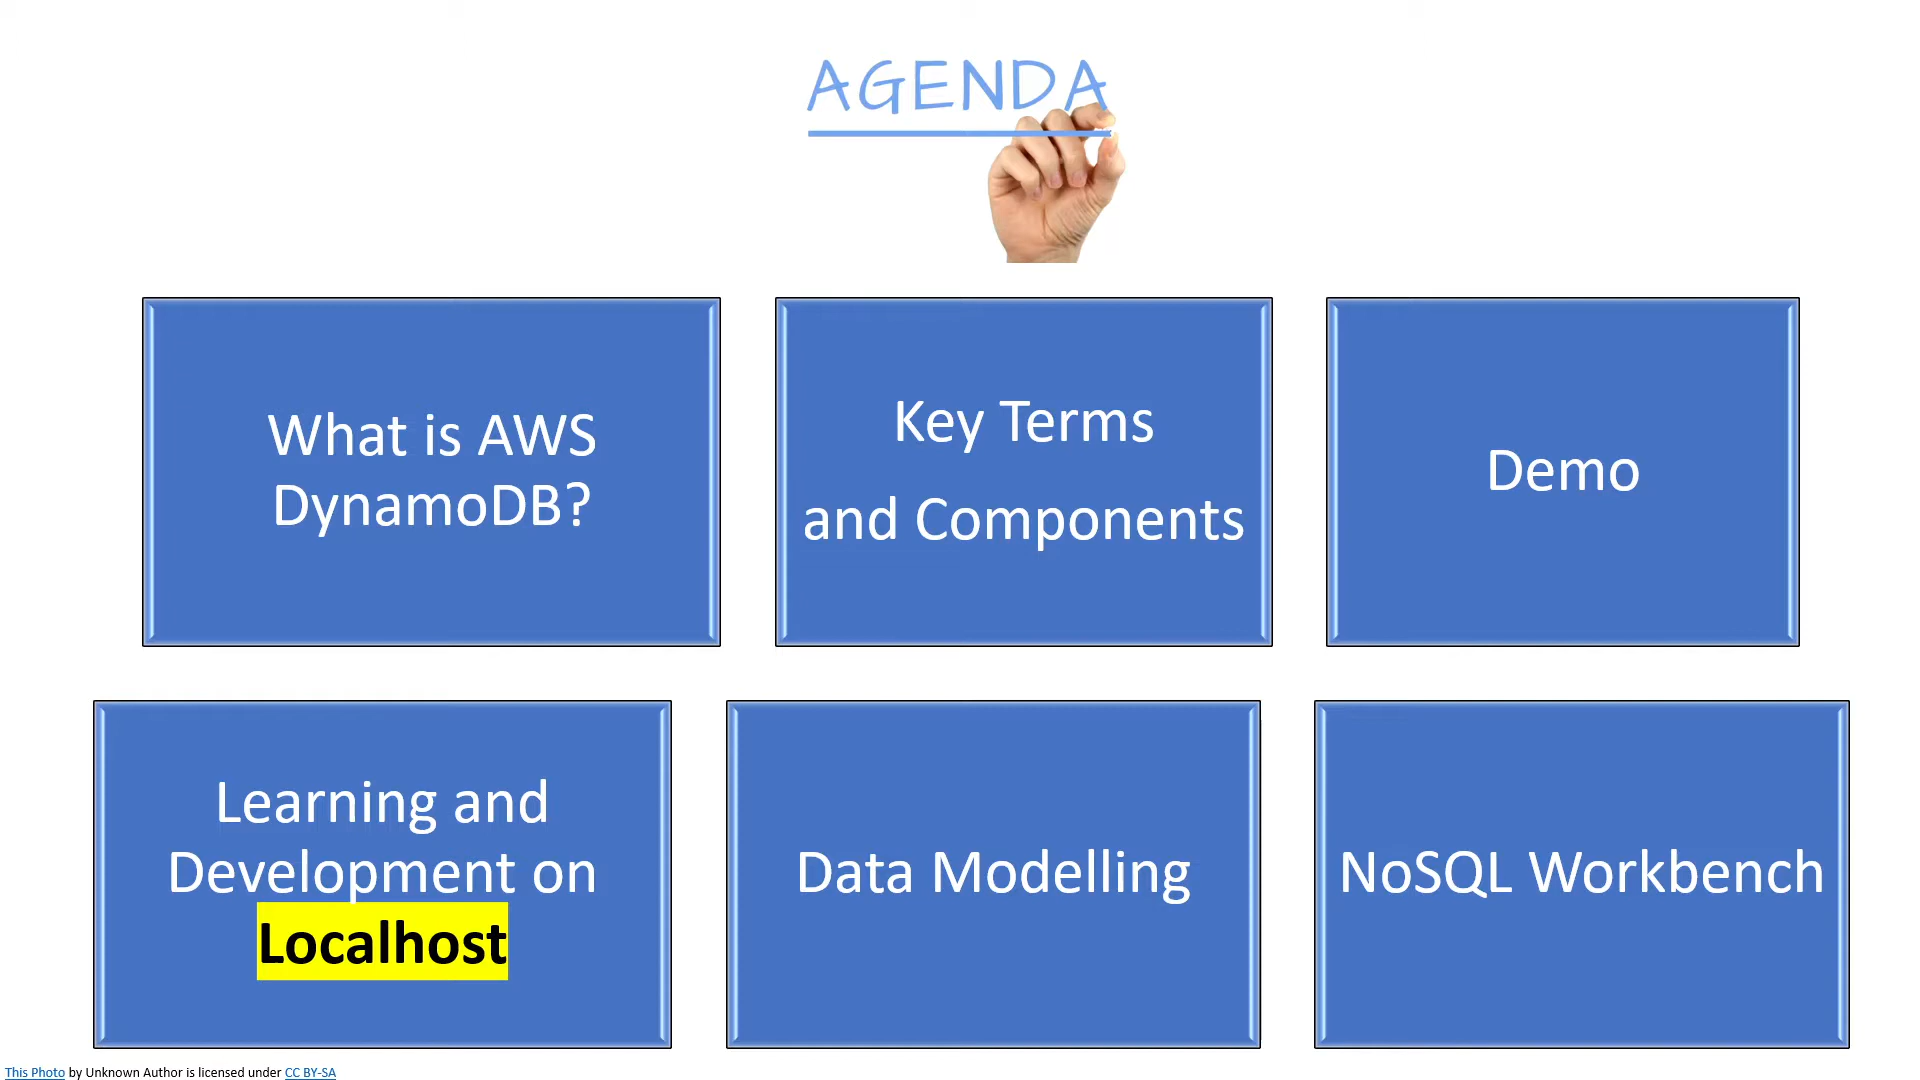 AGENDA
What is AWS
DynamoDB?
Key Terms
and Components
Demo
Learning and
Development on
Localhost
Data Modelling
NoSQL Workbench
This Photo by Unknown Author is licensed under CC BY-SA